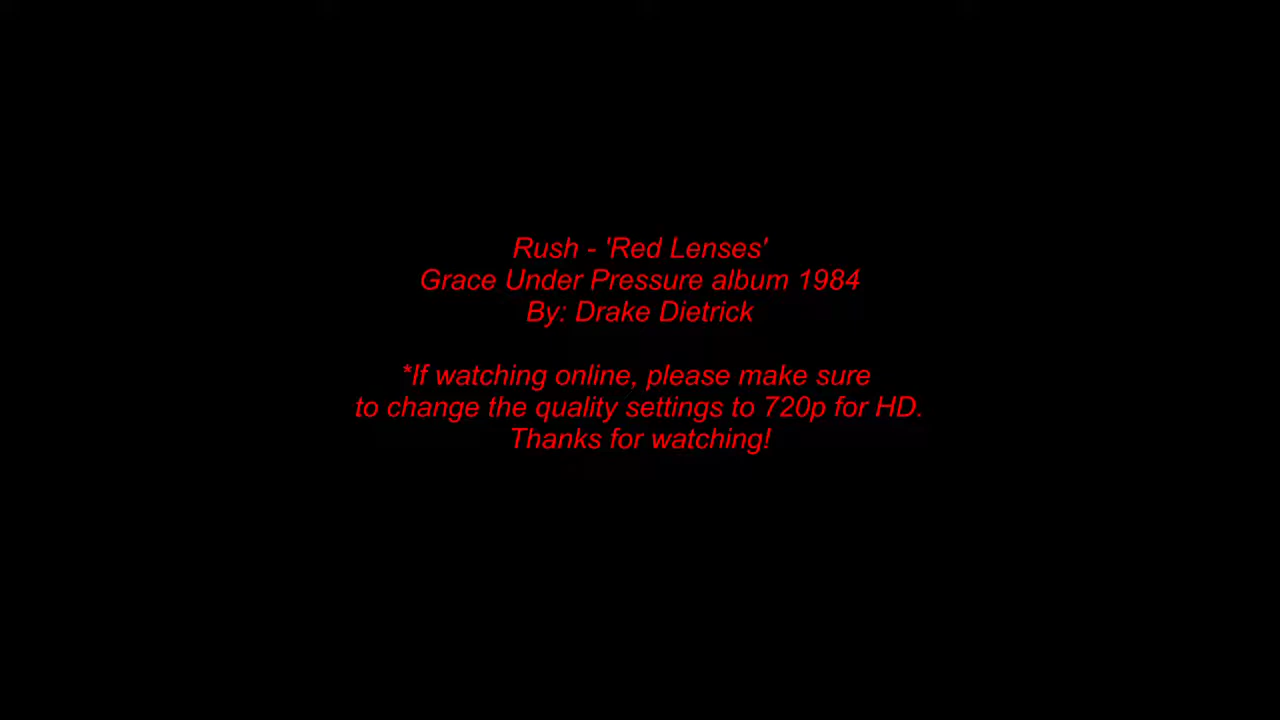 Rush - 'Red Lenses'
Grace Under Pressure album 1984
By: Drake Dietrick
*If watching online, please make sure
to change the quality settings to 720p for HD.
Thanks for watching!